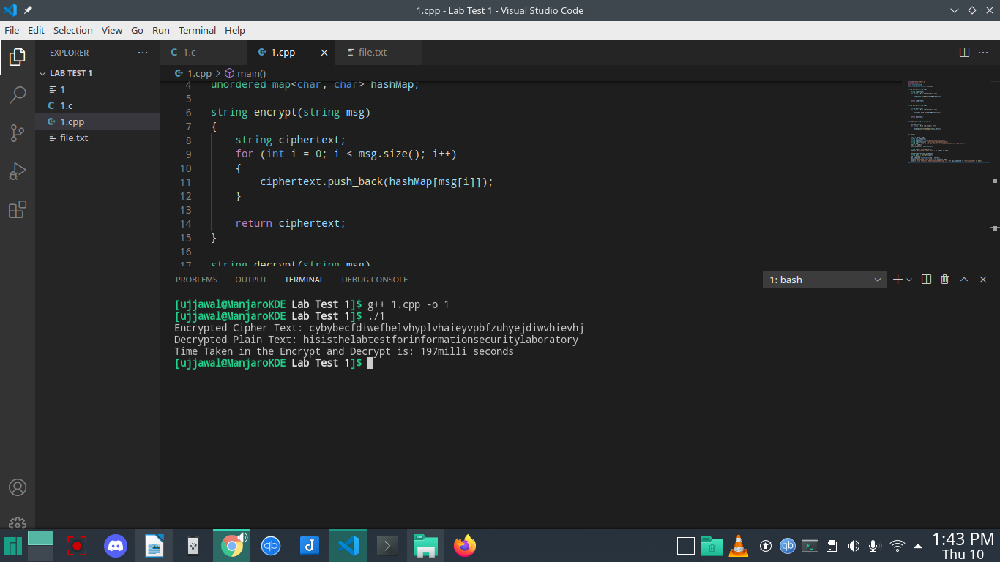 1.cpp - Lab Test 1 - Visual Studio Code
File Edit Selection View Go Run Terminal Help
EXPLORER
LAB TEST 1
1
1.c
1.cpp
file.txt
1.c 1.cpp file.txt
1.cpp > main()
4 unordered_map<char, char> hashMap;
5
6 string encrypt(string msg)
7 {
8 string ciphertext;
9 for (int i = 0; i < msg.size(); i++)
10 {
11 ciphertext.push_back(hashMap[msg[i]]);
12 }
13
14 return ciphertext;
15 }
16
17 string decrypt(string msg)
PROBLEMS OUTPUT TERMINAL DEBUG CONSOLE 1: bash
[ujjawal@ManjaroKDE Lab Test 1]$ g++ 1.cpp -o 1
[ujjawal@ManjaroKDE Lab Test 1]$ ./1
Encrypted Cipher Text: cybybecfdiwefbelvhyplvhaieyvpbfzuhyejdiwvhievhj
Decrypted Plain Text: hisisthelabtestforinformationsecuritylaboratory
Time Taken in the Encrypt and Decrypt is: 197milli seconds
[ujjawal@ManjaroKDE Lab Test 1]$
1:43 PM
Thu 10